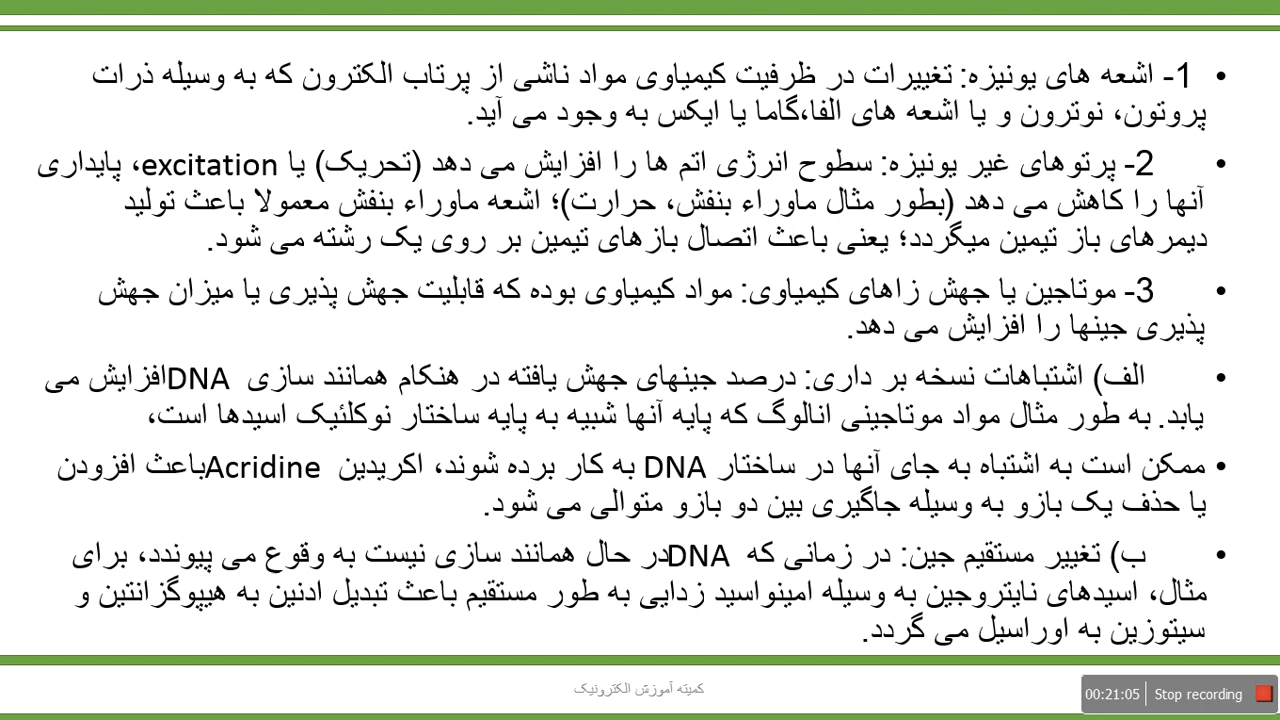 • 1- اشعه های یونیزه: تغییرات در ظرفیت کیمیاوی مواد ناشی از پرتاب الکترون که به وسیله ذرات
پروتون، نوترون و یا اشعه های الفا،گاما یا ایکس به وجود می آید.
• 2- پرتوهای غیر یونیزه: سطوح انرژی اتم ها را افزایش می دهد (تحریک) یا excitation، پایداری
آنها را کاهش می دهد (بطور مثال ماوراء بنفش، حرارت)؛ اشعه ماوراء بنفش معمولا باعث تولید
دیمرهای باز تیمین میگردد؛ یعنی باعث اتصال بازهای تیمین بر روی یک رشته می شود.
• 3- موتاجین یا جهش زاهای کیمیاوی: مواد کیمیاوی بوده که قابلیت جهش پذیری یا میزان جهش
پذیری جینها را افزایش می دهد.
• الف) اشتباهات نسخه بر داری: درصد جینهای جهش یافته در هنکام همانند سازی DNAافزایش می
یابد. به طور مثال مواد موتاجینی انالوگ که پایه آنها شبیه به پایه ساختار نوکلئیک اسیدها است،
• ممکن است به اشتباه به جای آنها در ساختار DNA به کار برده شوند، اکریدین Acridineباعث افزودن
یا حذف یک بازو به وسیله جاگیری بین دو بازو متوالی می شود.
• ب) تغییر مستقیم جین: در زمانی که DNAدر حال همانند سازی نیست به وقوع می پیوندد، برای
مثال، اسیدهای نایتروجین به وسیله امینواسید زدایی به طور مستقیم باعث تبدیل ادنین به هیپوگزانتین و
سیتوزین به اوراسیل می گردد.
کمیته آموزش الکترونیک
00:21:05 Stop recording